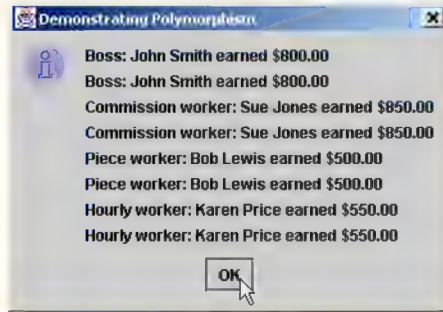 Demonstrating Polymorphism
Boss: John Smith earned $800.00
Boss: John Smith earned $800.00
Commission worker: Sue Jones earned $850.00
Commission worker: Sue Jones earned $850.00
Piece worker: Bob Lewis earned $500.00
Piece worker: Bob Lewis earned $500.00
Hourly worker: Karen Price earned $550.00
Hourly worker: Karen Price earned $550.00
OK